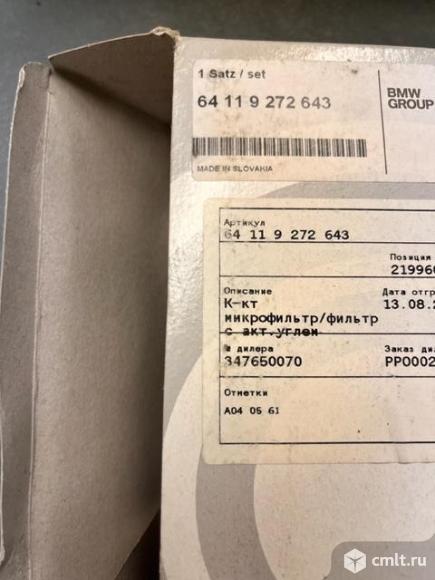 1 Satz / set
64 11 9 272 643
BMW
GROUP
MADE IN SLOVAKIA
Артикул
64 11 9 272 643
Позиция
219960
Описание
Дата отгр
К-кт
13.08.
микрофильтр/фильтр
с акт.углем
дилера
Заказ ди
347650070
PP0002
Отметки
A04 05 61
cmlt.ru